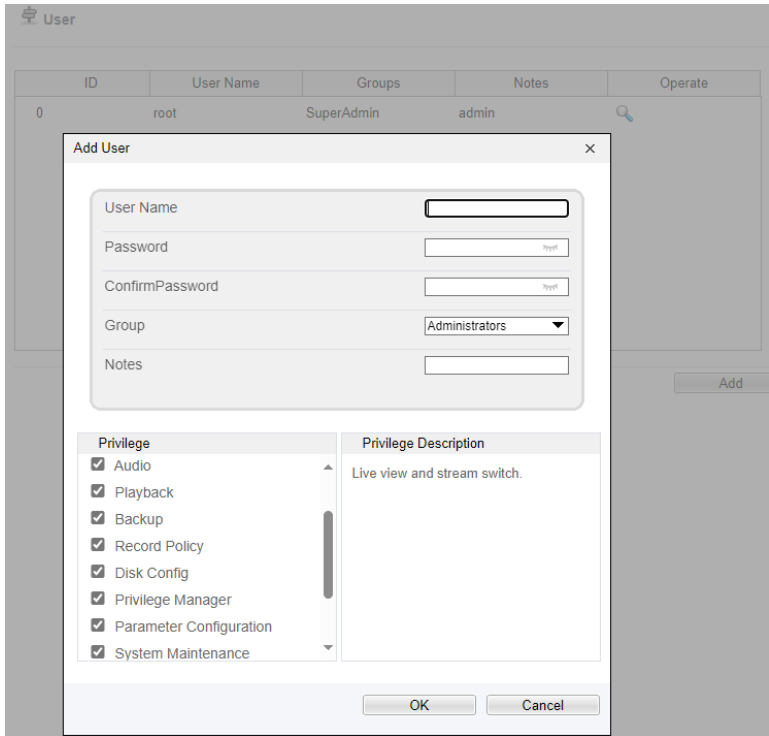 User
ID User Name Groups Notes Operate
0 root SuperAdmin admin
Add User ×
User Name
Password
ConfirmPassword
Group Administrators
Notes
Add
Privilege Privilege Description
Audio Live view and stream switch.
Playback
Backup
Record Policy
Disk Config
Privilege Manager
Parameter Configuration
System Maintenance
OK Cancel